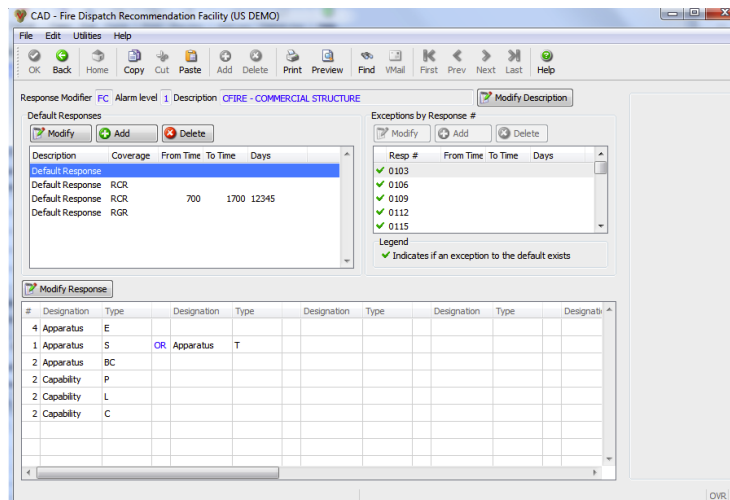 CAD - Fire Dispatch Recommendation Facility (US DEMO)
File Edit Utilities Help
OK Back Home Copy Cut Paste Add Delete Print Preview Find VMail First Prev Next Last Help
Response Modifier FC Alarm level 1 Description CFIRE - COMMERCIAL STRUCTURE Modify Description
Default Responses Exceptions by Response #
Modify Add Delete Modify Add Delete
Description Coverage From Time To Time Days Resp # From Time To Time Days
Default Response 0103
Default Response RCR 0106
Default Response RCR 700 1700 12345 0109
Default Response RGR 0112
0115
Legend
Indicates if an exception to the default exists
Modify Response
# Designation Type Designation Type Designation Type Designation Type Designati
4 Apparatus E
1 Apparatus S OR Apparatus T
2 Apparatus BC
2 Capability P
2 Capability L
2 Capability C
OVR